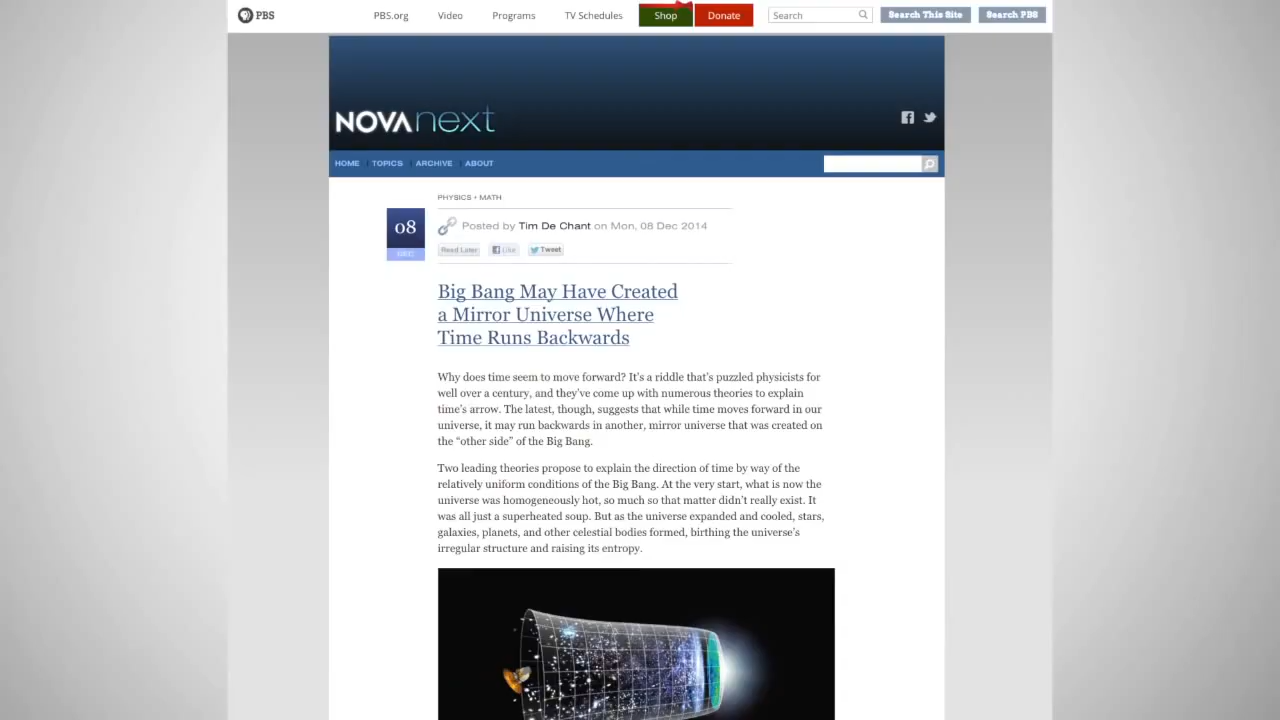 PBS
PBS.org
Video
Programs
TV Schedules
Shop
Donate
Search
Search This Site
Search PBS
NOVA next
HOME
TOPICS
ARCHIVE
ABOUT
PHYSICS + MATH
08
DEC
Posted by Tim De Chant on Mon, 08 Dec 2014
Read Later
Like
Tweet
Big Bang May Have Created
a Mirror Universe Where
Time Runs Backwards
Why does time seem to move forward? It’s a riddle that’s puzzled physicists for
well over a century, and they’ve come up with numerous theories to explain
time’s arrow. The latest, though, suggests that while time moves forward in our
universe, it may run backwards in another, mirror universe that was created on
the “other side” of the Big Bang.
Two leading theories propose to explain the direction of time by way of the
relatively uniform conditions of the Big Bang. At the very start, what is now the
universe was homogeneously hot, so much so that matter didn’t really exist. It
was all just a superheated soup. But as the universe expanded and cooled, stars,
galaxies, planets, and other celestial bodies formed, birthing the universe’s
irregular structure and raising its entropy.